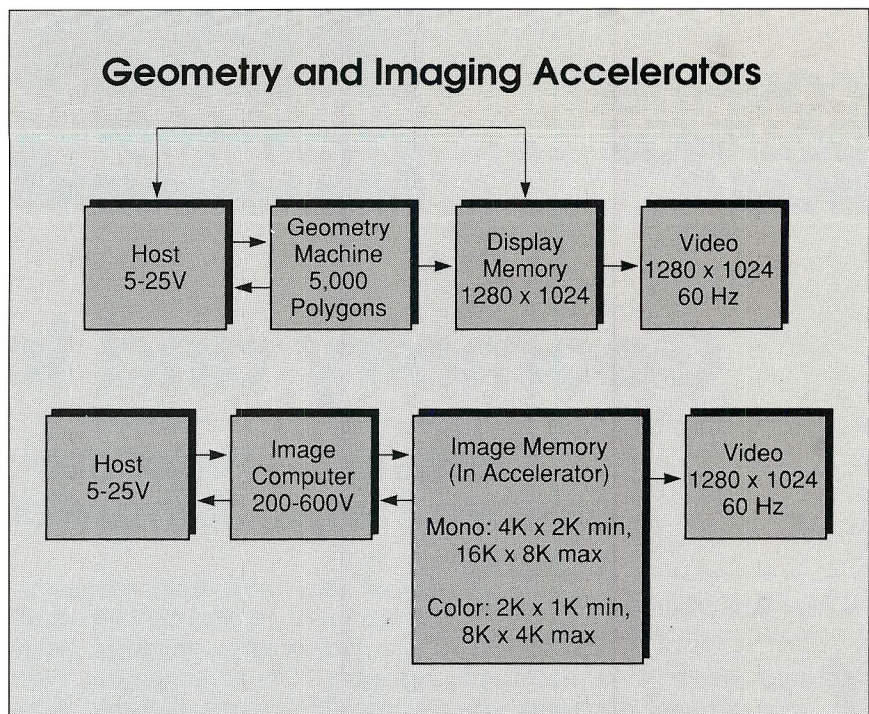 Geometry and Imaging Accelerators
Host
5-25V
Geometry
Machine
5,000
Polygons
Display
Memory
1280 x 1024
Video
1280 x 1024
60 Hz
Host
5-25V
Image
Computer
200-600V
Image Memory
(In Accelerator)
Mono: 4K x 2K min,
16K x 8K max
Color: 2K x 1K min,
8K x 4K max
Video
1280 x 1024
60 Hz